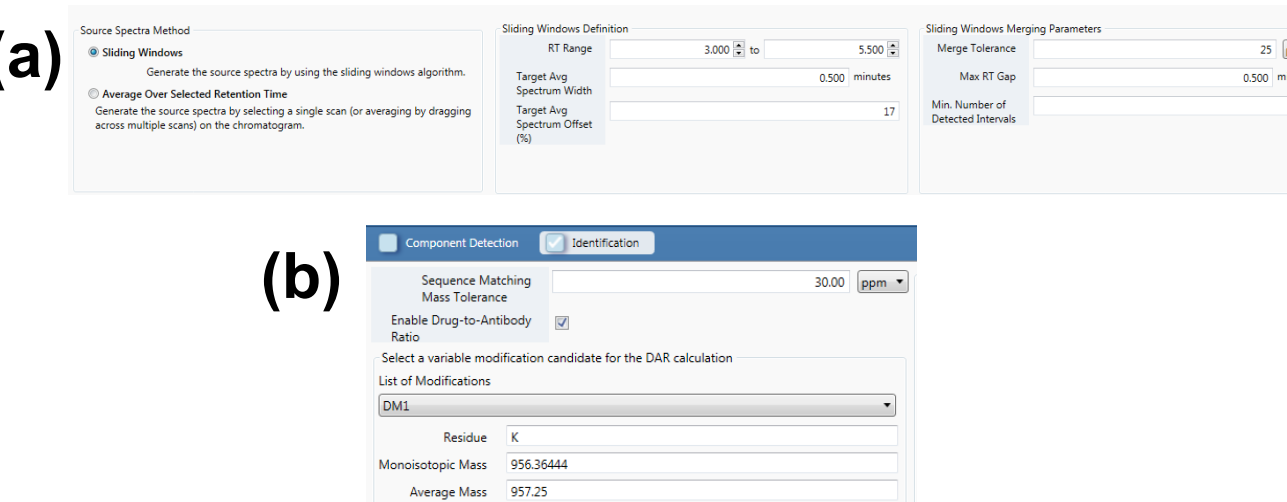 (a)
Source Spectra Method
Sliding Windows
Generate the source spectra by using the sliding windows algorithm.
Average Over Selected Retention Time
Generate the source spectra by selecting a single scan (or averaging by dragging
across multiple scans) on the chromatogram.
Sliding Windows Definition
RT Range 3.000 to 5.500
Target Avg
Spectrum Width
0.500 minutes
Target Avg
Spectrum Offset
(%)
17
Sliding Windows Merging Parameters
Merge Tolerance 25
Max RT Gap 0.500 m
Min. Number of
Detected Intervals
(b)
Component Detection Identification
Sequence Matching
Mass Tolerance
30.00 ppm
Enable Drug-to-Antibody
Ratio
Select a variable modification candidate for the DAR calculation
List of Modifications
DM1
Residue K
Monoisotopic Mass 956.36444
Average Mass 957.25